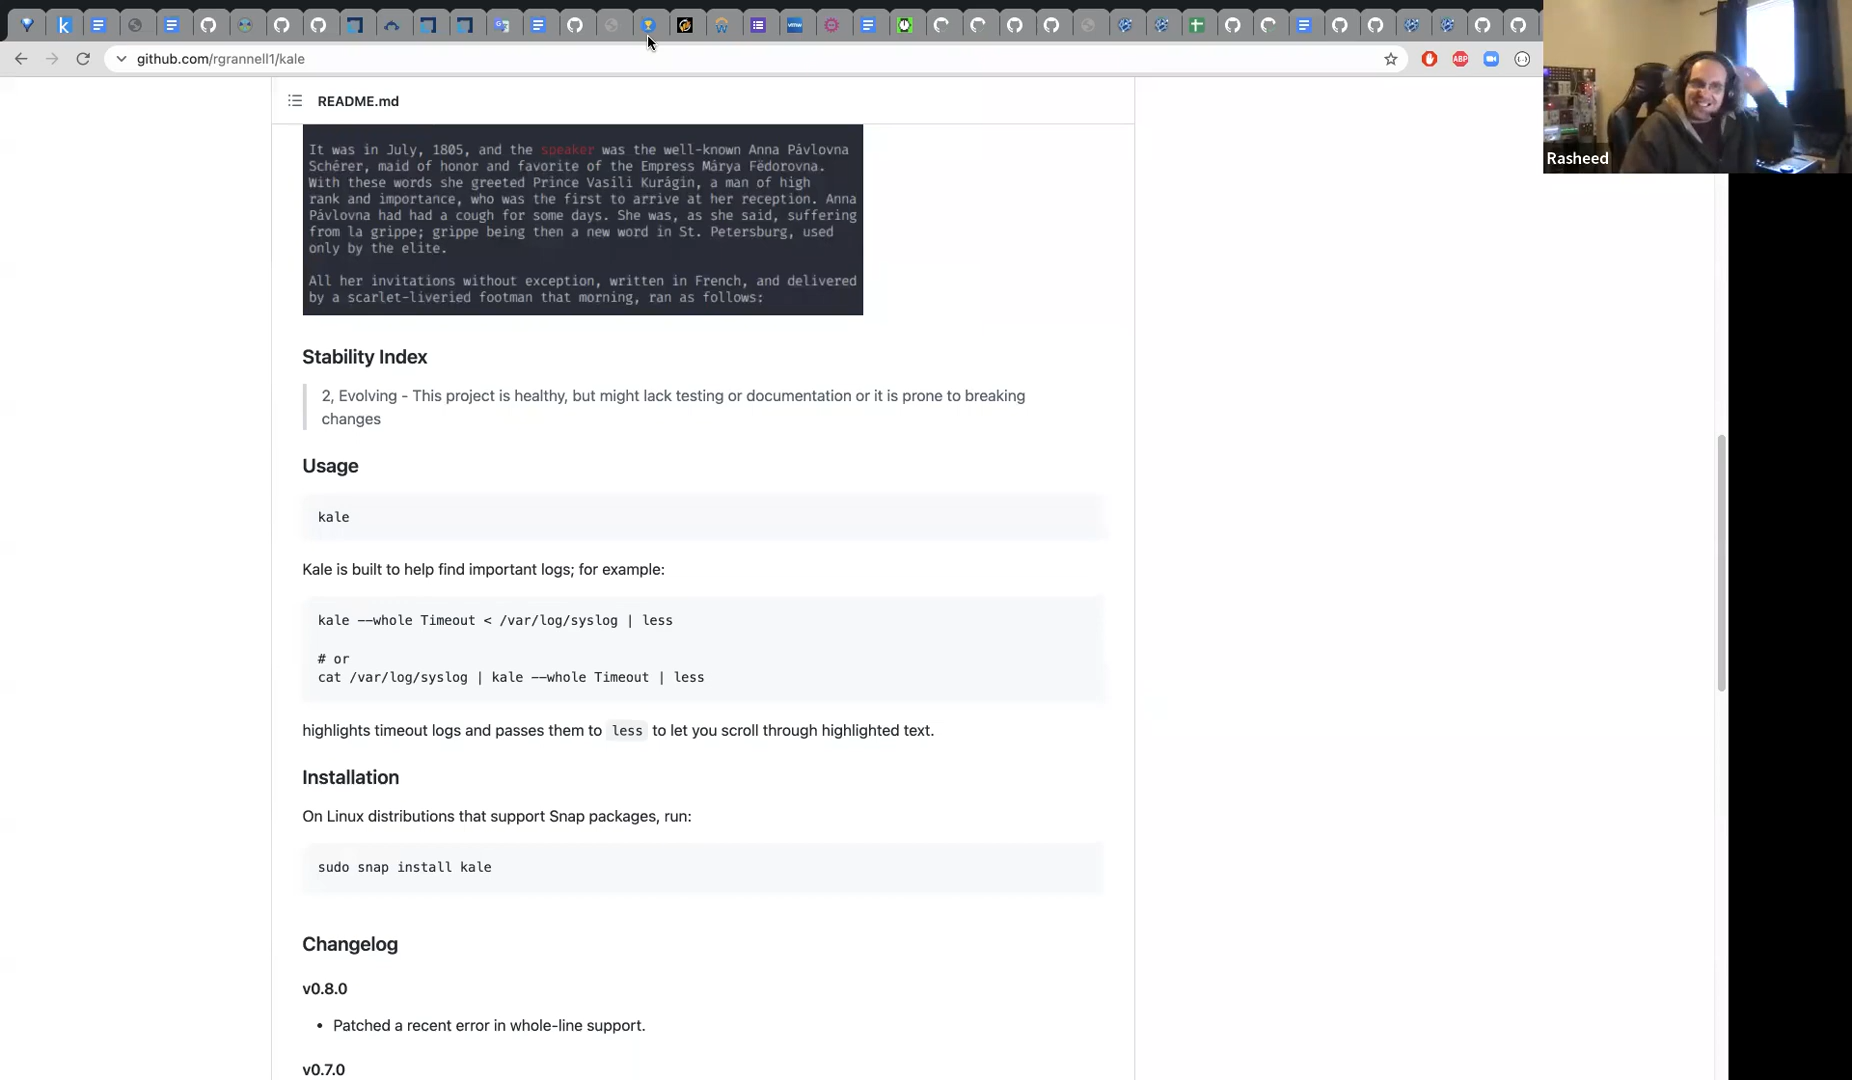 github.com/rgrannell1/kale
Rasheed
README.md
It was in July, 1805, and the speaker was the well-known Anna Pávlovna
Schérer, maid of honor and favorite of the Empress Márya Fëdorovna.
With these words she greeted Prince Vasíli Kurágin, a man of high
rank and importance, who was the first to arrive at her reception. Anna
Pávlovna had had a cough for some days. She was, as she said, suffering
from la grippe; grippe being then a new word in St. Petersburg, used
only by the elite.
All her invitations without exception, written in French, and delivered
by a scarlet-liveried footman that morning, ran as follows:
Stability Index
2, Evolving - This project is healthy, but might lack testing or documentation or it is prone to breaking
changes
Usage
kale
Kale is built to help find important logs; for example:
kale --whole Timeout < /var/log/syslog | less
# or
cat /var/log/syslog | kale --whole Timeout | less
highlights timeout logs and passes them to less to let you scroll through highlighted text.
Installation
On Linux distributions that support Snap packages, run:
sudo snap install kale
Changelog
v0.8.0
• Patched a recent error in whole-line support.
v0.7.0